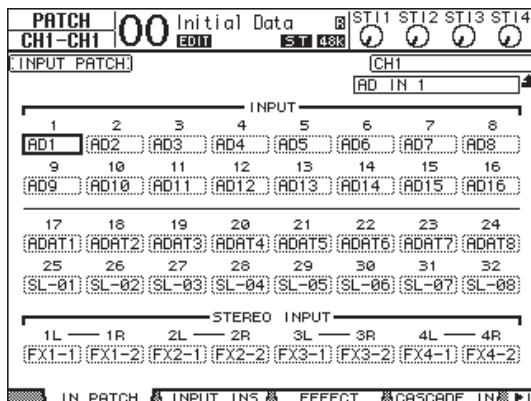 PATCH 00 Initial Data R ST11 ST12 ST13 ST14
CH1-CH1 EDIT ST 48K
INPUT PATCH CH1
AD IN 1
INPUT
1 2 3 4 5 6 7 8
AD1 AD2 AD3 AD4 AD5 AD6 AD7 AD8
9 10 11 12 13 14 15 16
AD9 AD10 AD11 AD12 AD13 AD14 AD15 AD16
17 18 19 20 21 22 23 24
ADAT1 ADAT2 ADAT3 ADAT4 ADAT5 ADAT6 ADAT7 ADAT8
25 26 27 28 29 30 31 32
SL-01 SL-02 SL-03 SL-04 SL-05 SL-06 SL-07 SL-08
STEREO INPUT
1L 1R 2L 2R 3L 3R 4L 4R
FX1-1 FX1-2 FX2-1 FX2-2 FX3-1 FX3-2 FX4-1 FX4-2
IN PATCH INPUT INS EFFECT CASCADE IN